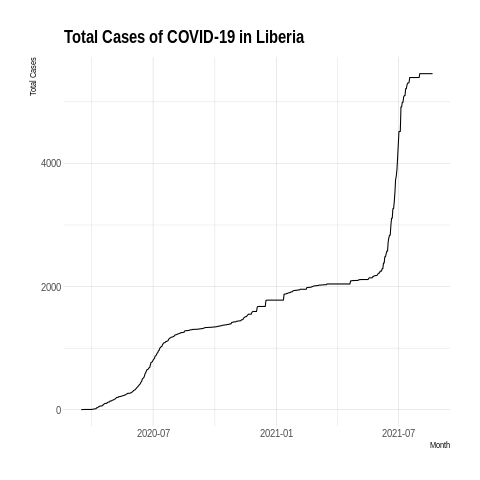 Total Cases of COVID-19 in Liberia
Total Cases
4000
2000
0
2020-07 2021-01 2021-07
Month